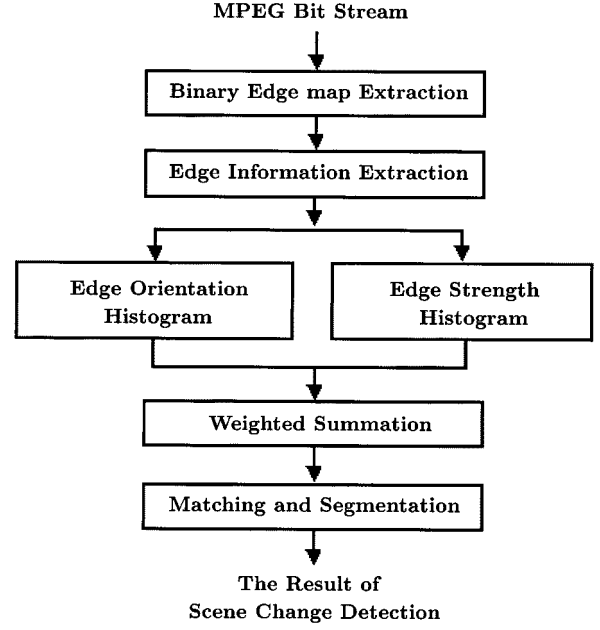 MPEG Bit Stream
Binary Edge map Extraction
Edge Information Extraction
Edge Orientation
Histogram
Edge Strength
Histogram
Weighted Summation
Matching and Segmentation
The Result of
Scene Change Detection